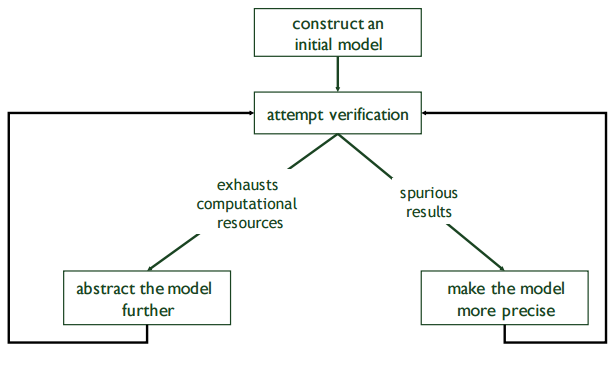 construct an
initial model
attempt verification
exhausts
computational
resources
spurious
results
abstract the model
further
make the model
more precise